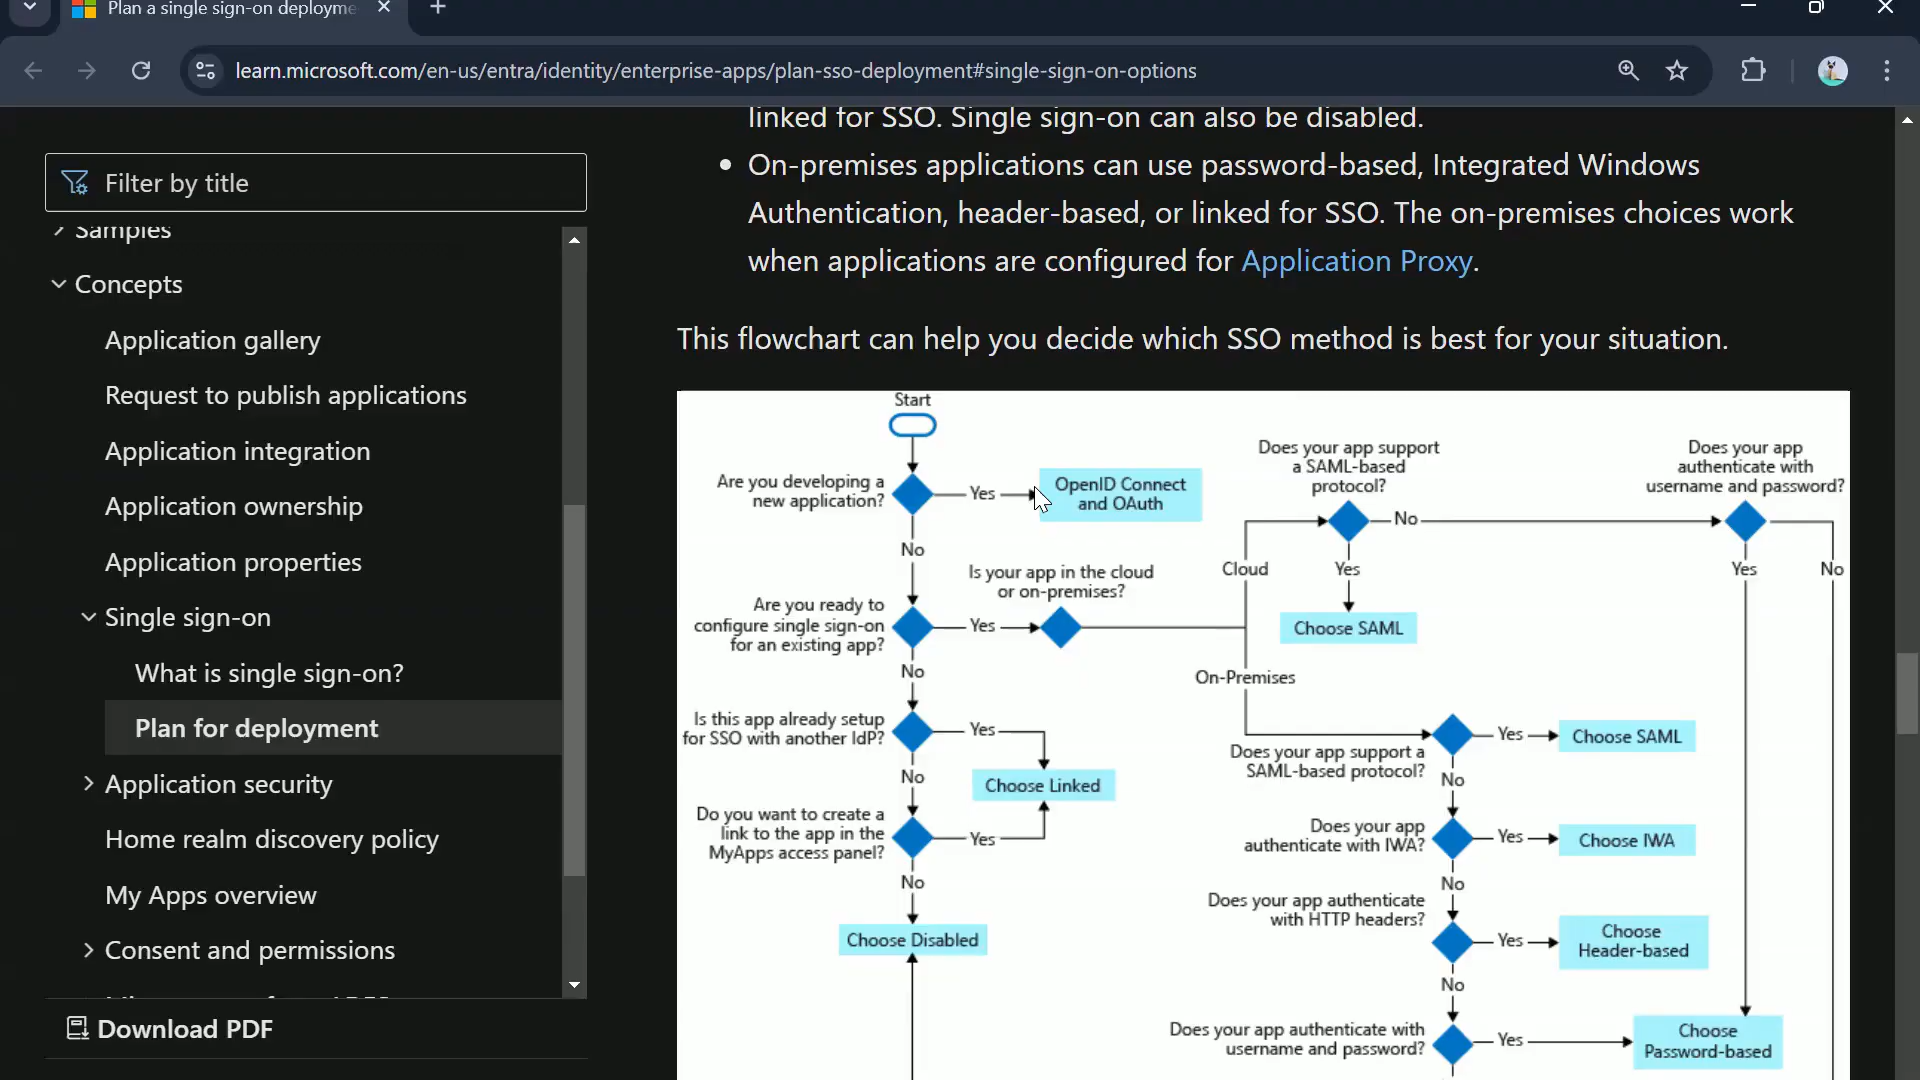 Plan a single sign-on deployme
learn.microsoft.com/en-us/entra/identity/enterprise-apps/plan-sso-deployment#single-sign-on-options
Filter by title
Samples
Concepts
Application gallery
Request to publish applications
Application integration
Application ownership
Application properties
Single sign-on
What is single sign-on?
Plan for deployment
Application security
Home realm discovery policy
My Apps overview
Consent and permissions
Download PDF
linked for SSO. Single sign-on can also be disabled.
• On-premises applications can use password-based, Integrated Windows
Authentication, header-based, or linked for SSO. The on-premises choices work
when applications are configured for Application Proxy.
This flowchart can help you decide which SSO method is best for your situation.
Start
Are you developing a
new application?
Yes
OpenID Connect
and OAuth
No
Are you ready to
configure single sign-on
for an existing app?
Yes
Is your app in the cloud
or on-premises?
No
Is this app already setup
for SSO with another IdP?
Yes
Choose Linked
No
Do you want to create a
link to the app in the
MyApps access panel?
Yes
No
Choose Disabled
Cloud
Does your app support
a SAML-based
protocol?
No
Yes
Choose SAML
Does your app
authenticate with
username and password?
Yes
No
On-Premises
Does your app support a
SAML-based protocol?
Yes
Choose SAML
No
Does your app
authenticate with IWA?
Yes
Choose IWA
No
Does your app authenticate
with HTTP headers?
Yes
Choose
Header-based
No
Does your app authenticate with
username and password?
Yes
Choose
Password-based